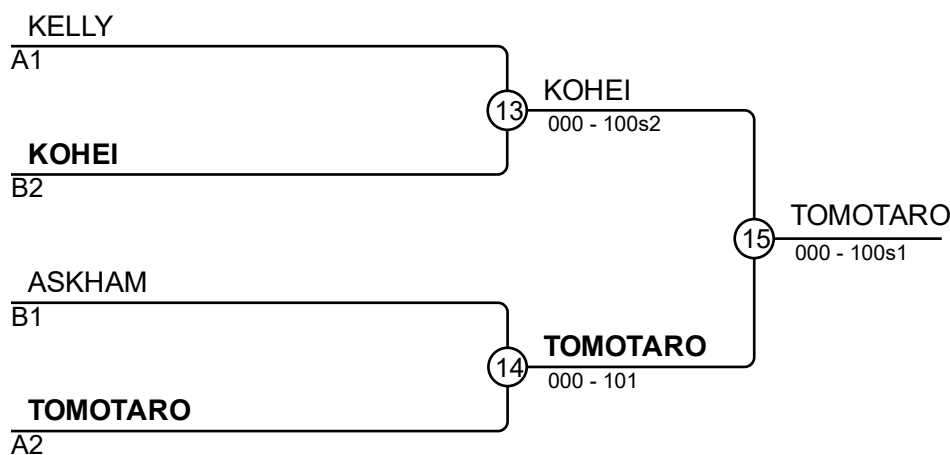 KELLY
A1
13
KOHEI
000 - 100s2
KOHEI
B2
15
TOMOTARO
000 - 100s1
ASKHAM
B1
14
TOMOTARO
000 - 101
TOMOTARO
A2